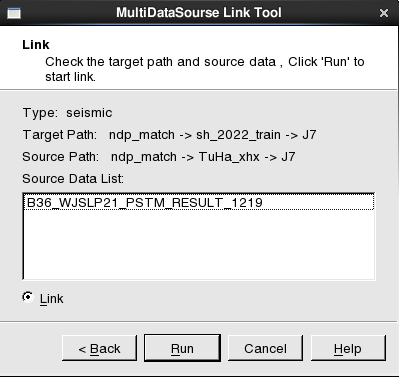 MultiDataSourse Link Tool
Link
Check the target path and source data , Click 'Run' to
start link.
Type: seismic
Target Path: ndp_match -> sh_2022_train -> J7
Source Path: ndp_match -> TuHa_xhx -> J7
Source Data List:
B36_WJSLP21_PSTM_RESULT_1219
Link
< Back Run Cancel Help